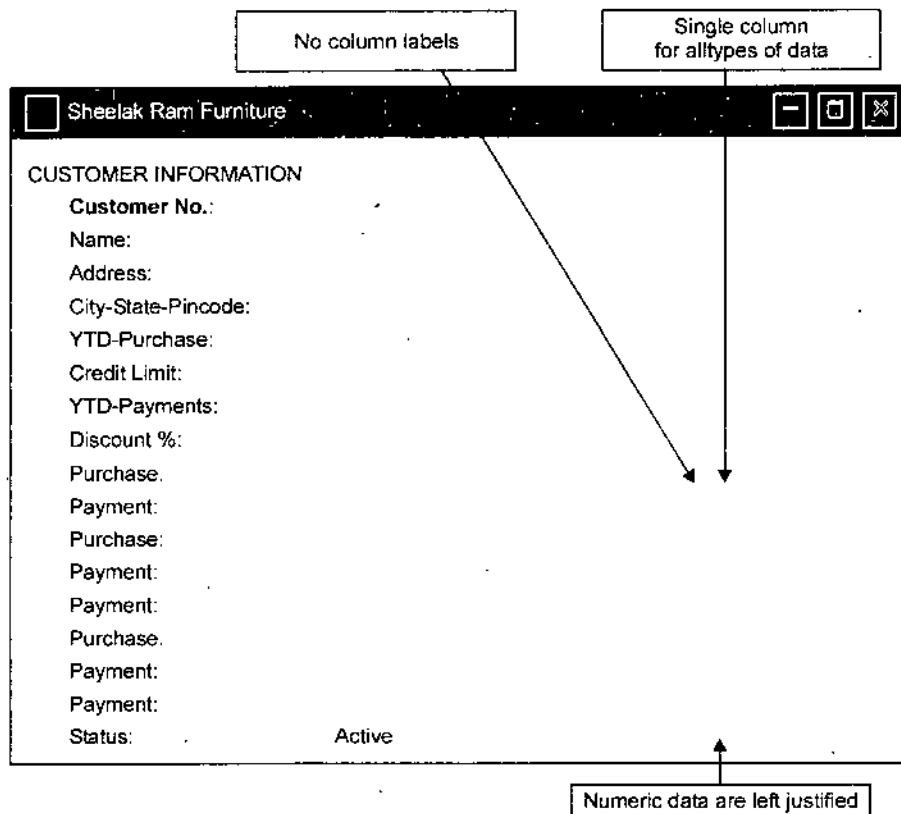 No column labels
Single column
for alltypes of data
Sheelak Ram Furniture
CUSTOMER INFORMATION
Customer No.:
Name:
Address:
City-State-Pincode:
YTD-Purchase:
Credit Limit:
YTD-Payments:
Discount %:
Purchase.
Payment:
Purchase:
Payment:
Payment:
Purchase.
Payment:
Payment:
Status: Active
Numeric data are left justified